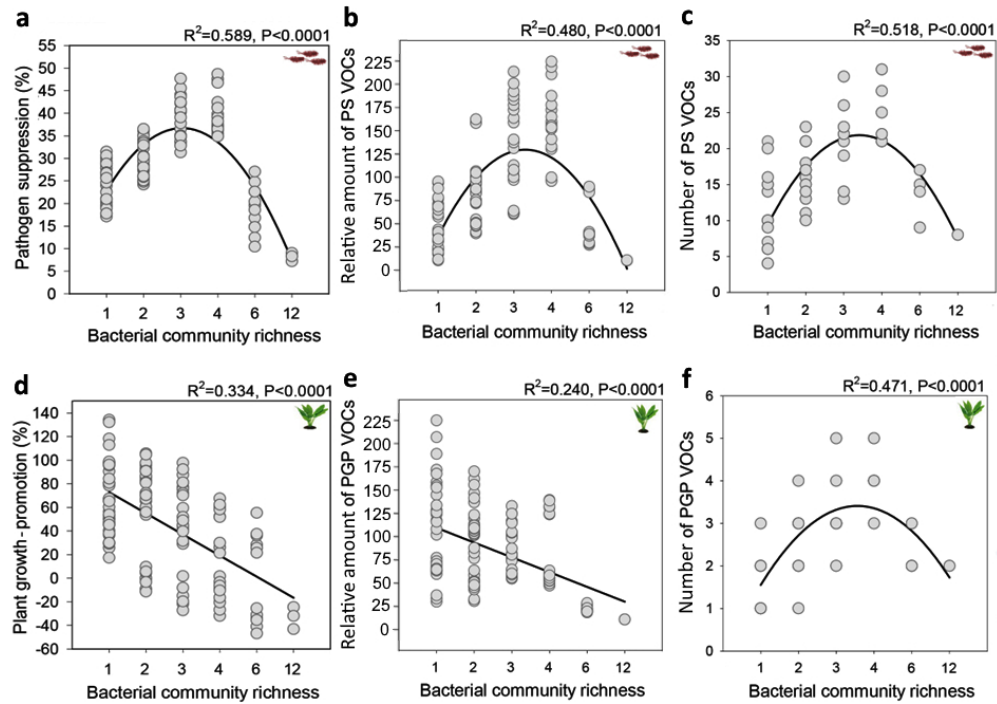 a
R²=0.589, P<0.0001
Pathogen suppression (%)
55
50
45
40
35
30
25
20
15
10
5
0
1 2 3 4 6 12
Bacterial community richness
b
R²=0.480, P<0.0001
Relative amount of PS VOCs
225
200
175
150
125
100
75
50
25
0
1 2 3 4 6 12
Bacterial community richness
c
R²=0.518, P<0.0001
Number of PS VOCs
35
30
25
20
15
10
5
0
1 2 3 4 6 12
Bacterial community richness
d
R²=0.334, P<0.0001
Plant growth-promotion (%)
140
120
100
80
60
40
20
0
-20
-40
-60
1 2 3 4 6 12
Bacterial community richness
e
R²=0.240, P<0.0001
Relative amount of PGP VOCs
225
200
175
150
125
100
75
50
25
0
1 2 3 4 6 12
Bacterial community richness
f
R²=0.471, P<0.0001
Number of PGP VOCs
6
5
4
3
2
1
0
1 2 3 4 6 12
Bacterial community richness